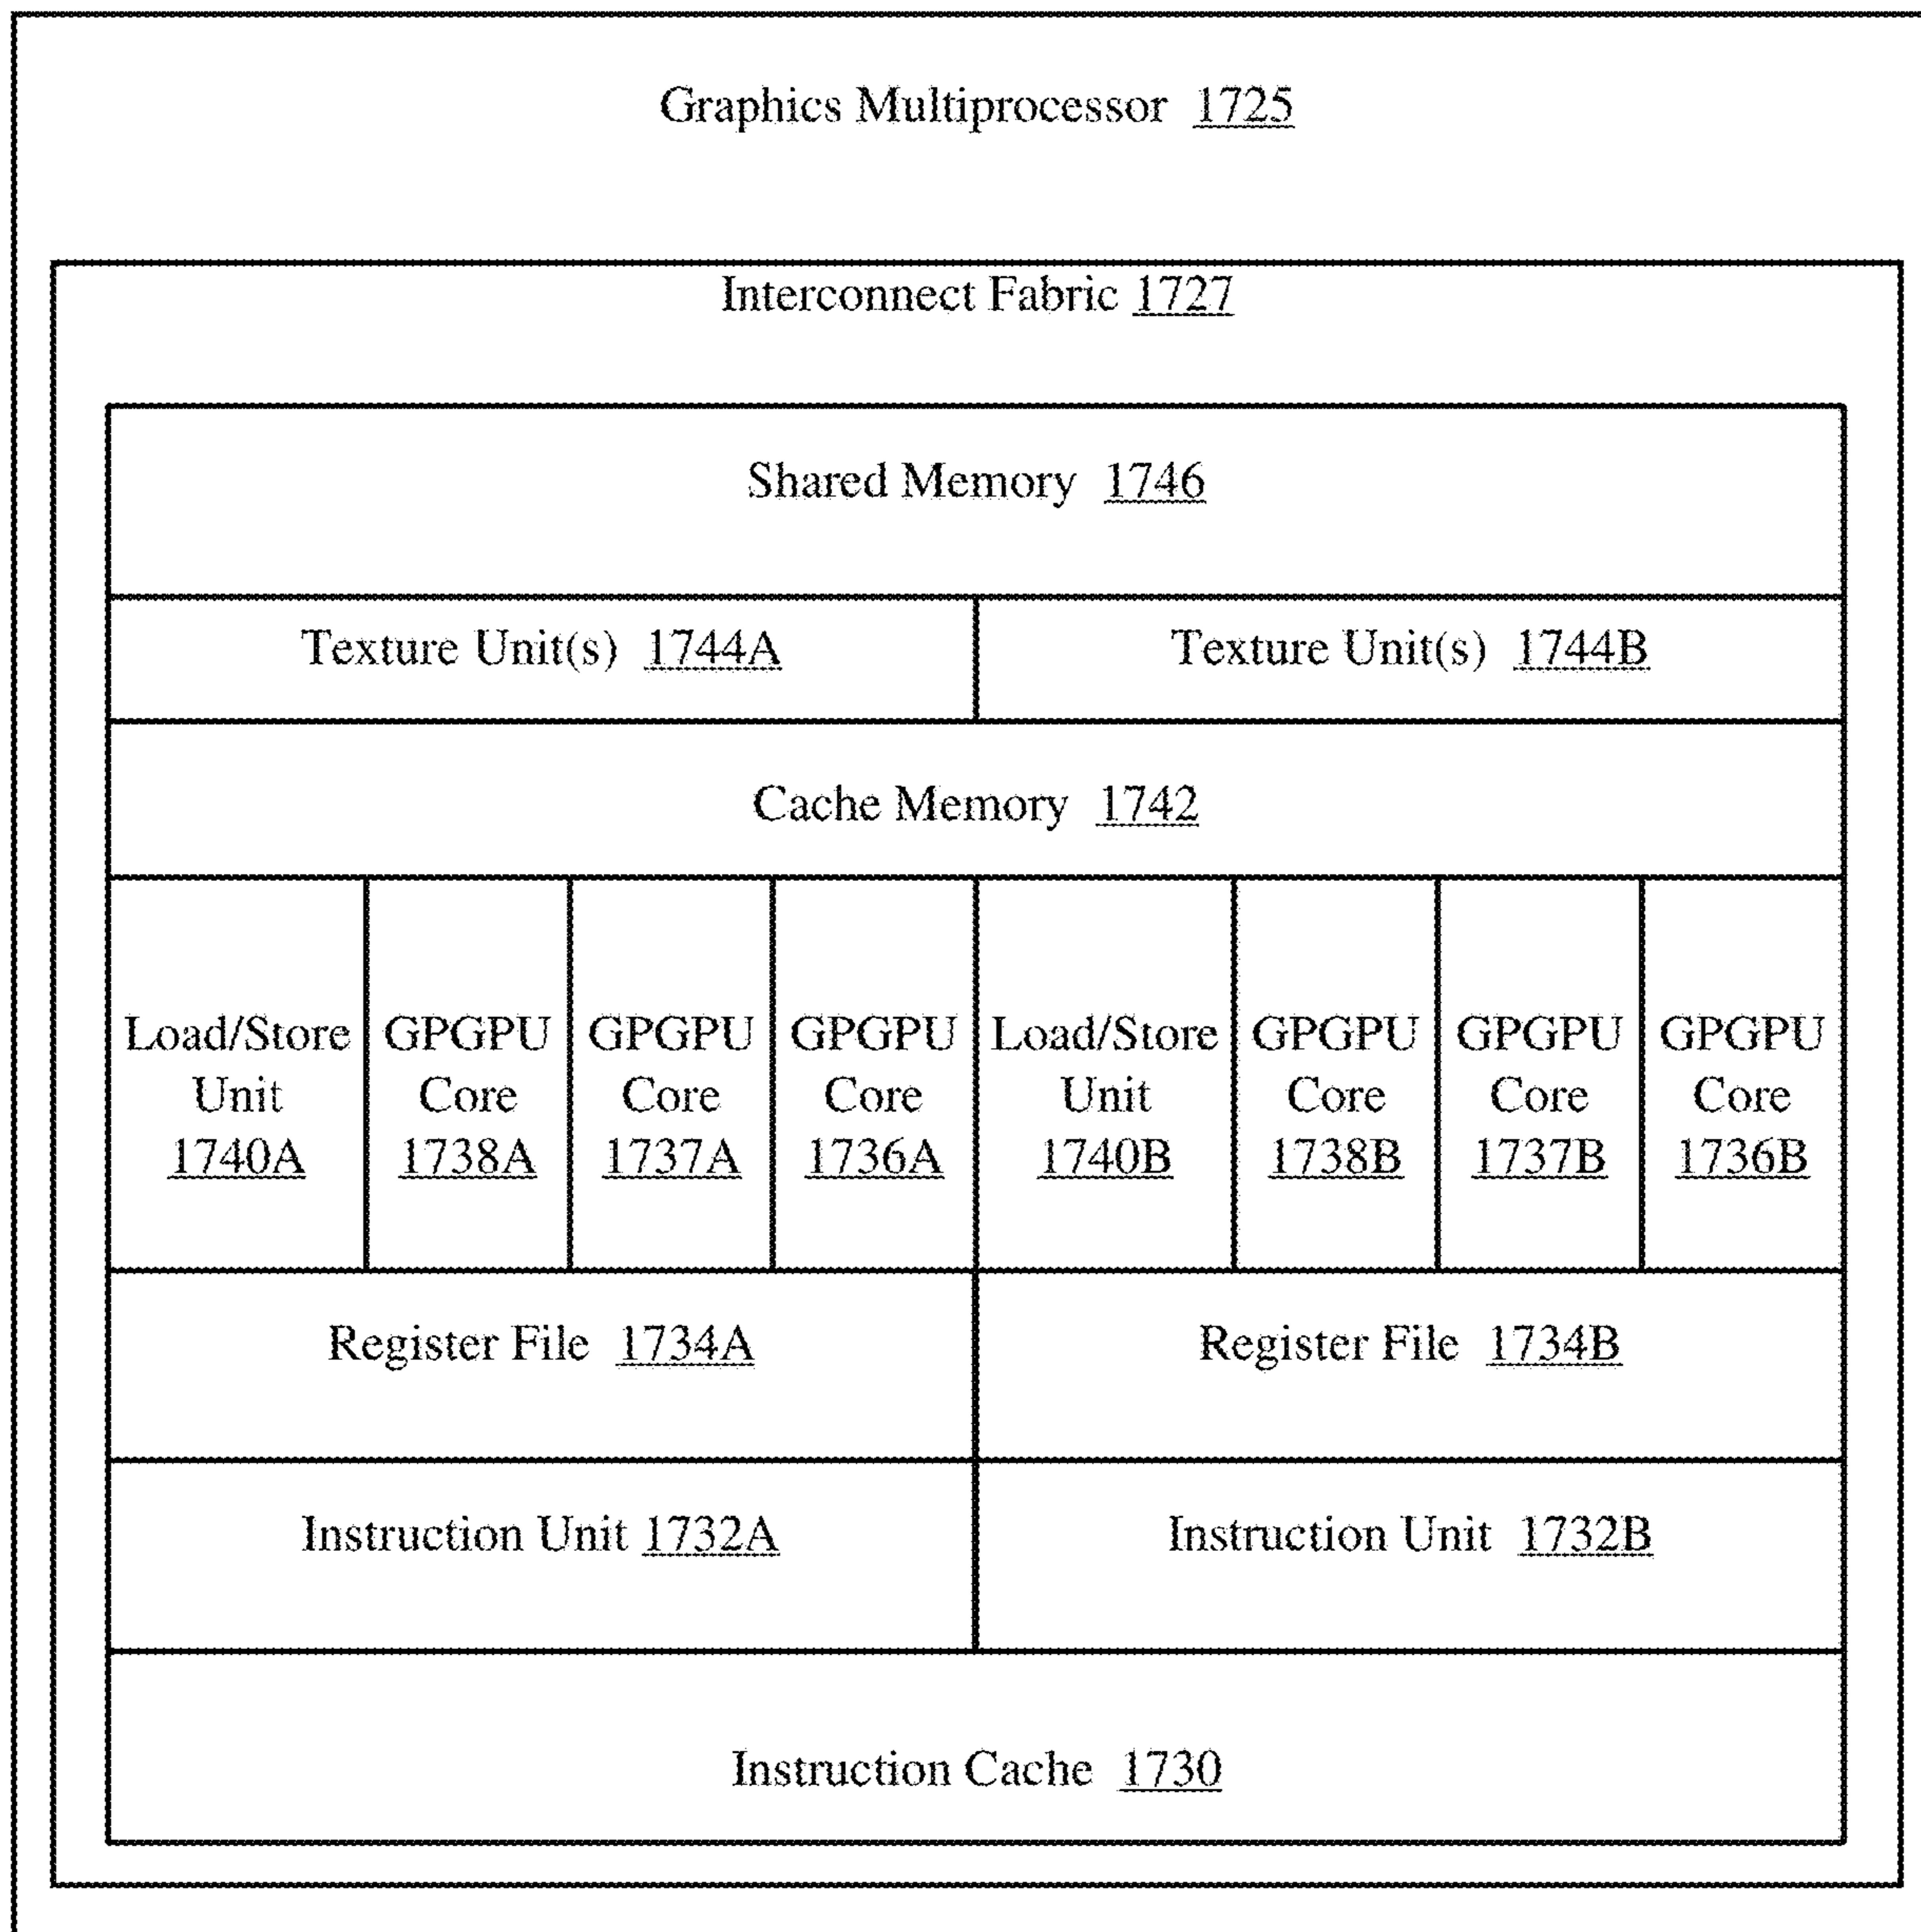 Graphics Multiprocessor 1725
Interconnect Fabric 1727
Shared Memory 1746
Texture Unit(s) 1744A
Texture Unit(s) 1744B
Cache Memory 1742
Load/Store
Unit
1740A
GPGPU
Core
1738A
GPGPU
Core
1737A
GPGPU
Core
1736A
Load/Store
Unit
1740B
GPGPU
Core
1738B
GPGPU
Core
1737B
GPGPU
Core
1736B
Register File 1734A
Register File 1734B
Instruction Unit 1732A
Instruction Unit 1732B
Instruction Cache 1730